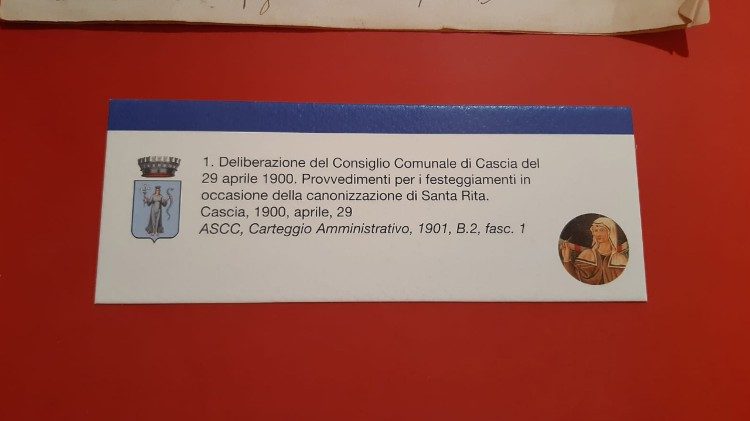 1. Deliberazione del Consiglio Comunale di Cascia del
29 aprile 1900. Provvedimenti per i festeggiamenti in
occasione della canonizzazione di Santa Rita.
Cascia, 1900, aprile, 29
ASCC, Carteggio Amministrativo, 1901, B.2, fasc. 1